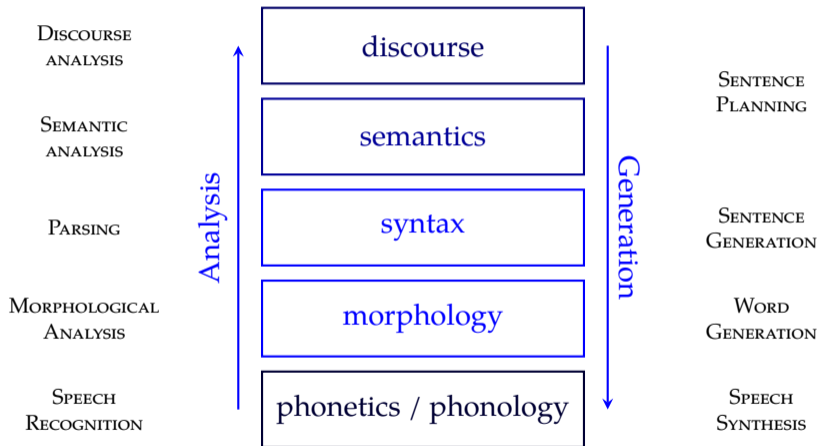 DISCOURSE
ANALYSIS
discourse
SENTENCE
PLANNING
SEMANTIC
ANALYSIS
semantics
Analysis
Generation
PARSING
syntax
SENTENCE
GENERATION
MORPHOLOGICAL
ANALYSIS
morphology
WORD
GENERATION
SPEECH
RECOGNITION
phonetics / phonology
SPEECH
SYNTHESIS